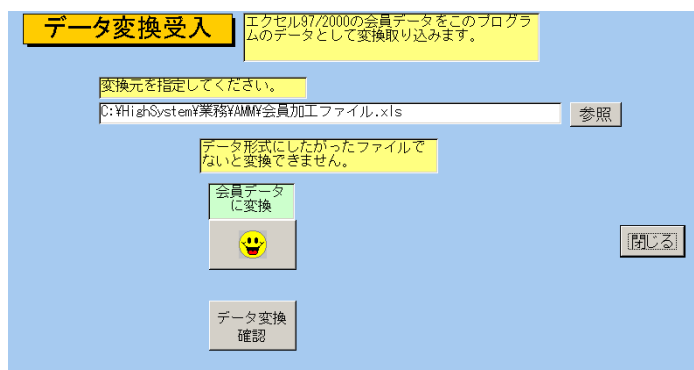 データ変換受入
エクセル97/2000の会員データをこのプログラ
ムのデータとして変換取り込みます。
変換元を指定してください。
C:¥HighSystem¥業務¥AMM¥会員加工ファイル.xls
参照
データ形式にしたがったファイルで
ないと変換できません。
会員データ
に変換
閉じる
データ変換
確認